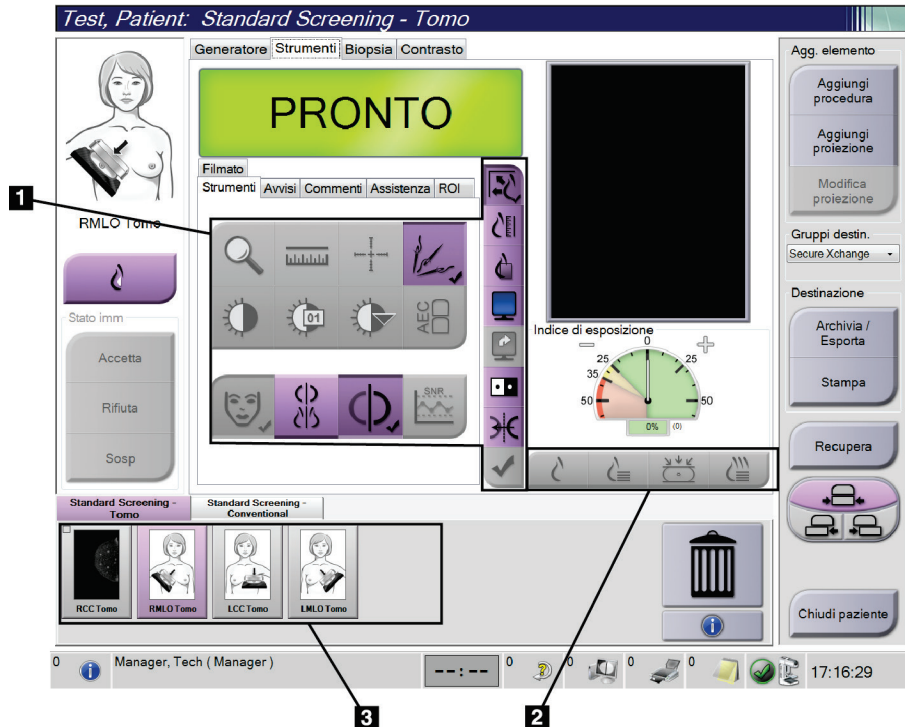 Test, Patient: Standard Screening - Tomo
Generatore Strumenti Biopsia Contrasto
PRONTO
Filmato
Strumenti Avvisi Commenti Assistenza ROI
1
RMLO Tomo
Stato imm
Accetta
Rifiuta
Sosp
01
AEC
SNR
Indice di esposizione
0
25
25
35
50
50
0% (0)
Agg. elemento
Aggiungi
procedura
Aggiungi
proiezione
Modifica
proiezione
Gruppi destin.
Secure Xchange
Destinazione
Archivia /
Esporta
Stampa
Recupera
Chiudi paziente
Standard Screening -
Tomo
Standard Screening -
Conventional
RCC Tomo
RMLO Tomo
LCC Tomo
LMLO Tomo
0
Manager, Tech ( Manager )
--:--
0
0
0
0
17:16:29
3
2